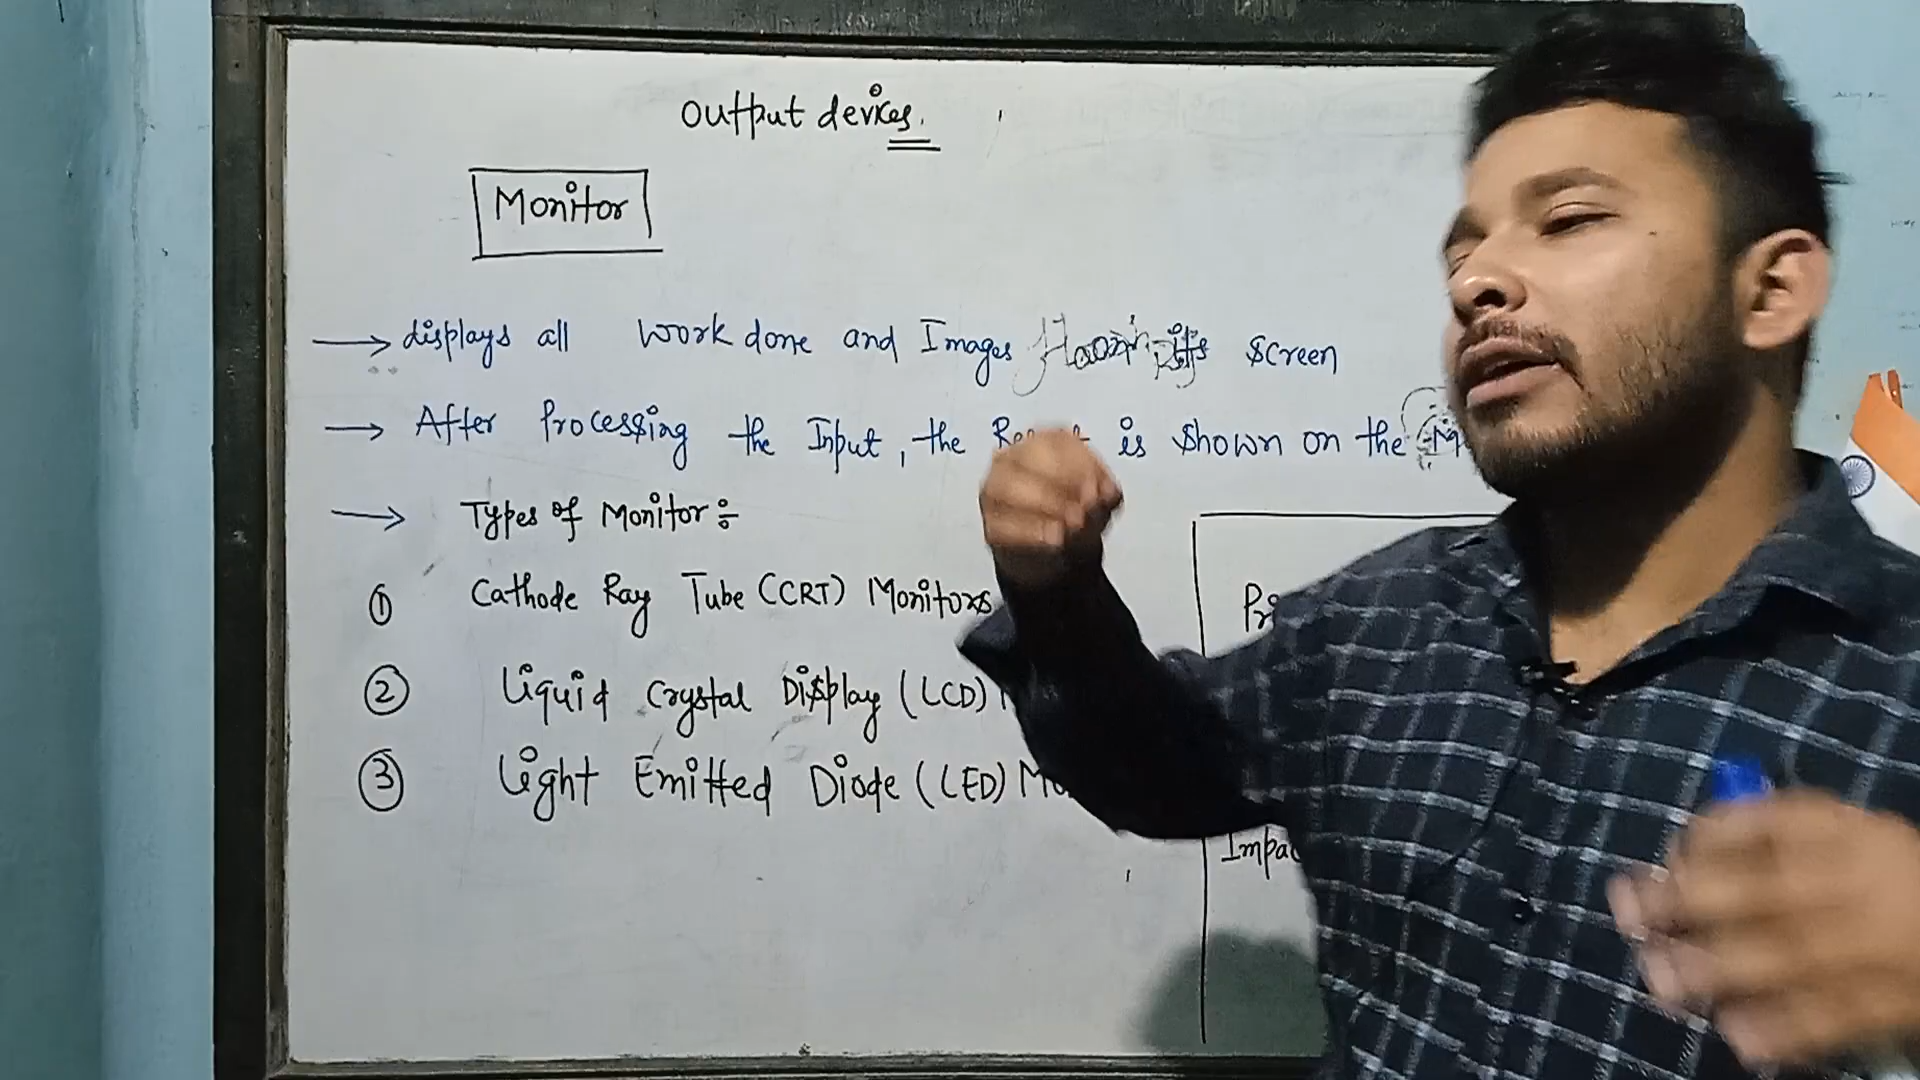 Output devices.
Monitor
→ displays all work done and Images its screen
→ After Processing the Input, the is shown on the
→ Types of Monitor :-
① Cathode Ray Tube (CRT) Monitors
② Liquid Crystal Display (LCD)
③ Light Emitted Diode (LED)